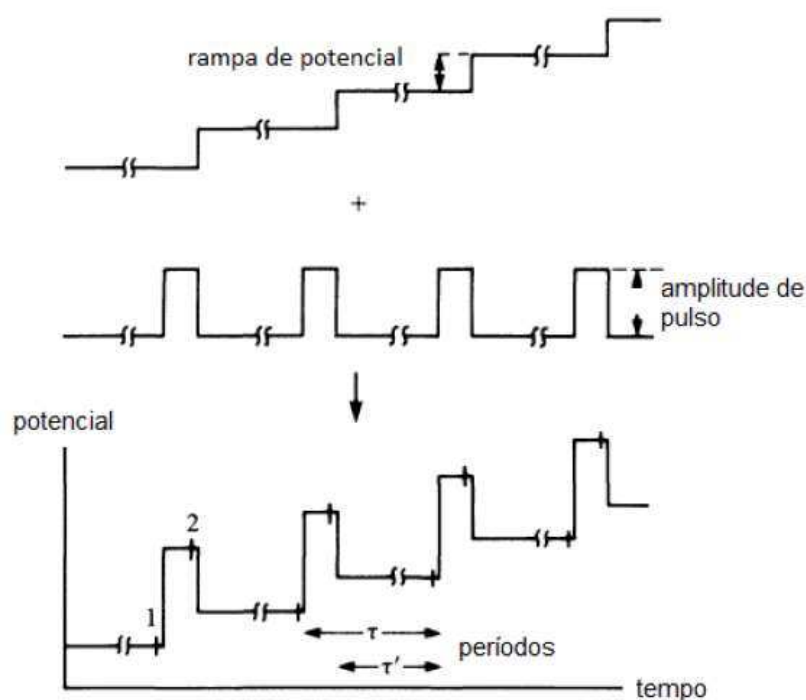 rampa de potencial
+
amplitude de
pulso
potencial
2
1
τ
períodos
τ'
tempo